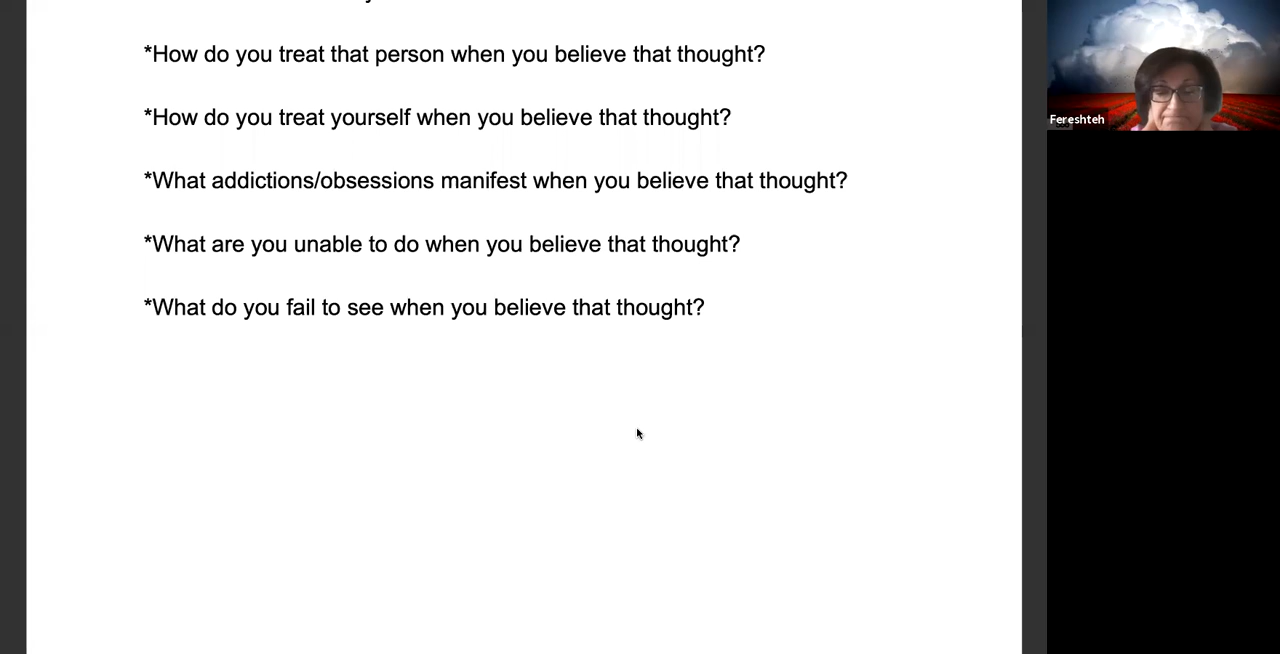 *How do you treat that person when you believe that thought?
*How do you treat yourself when you believe that thought?
*What addictions/obsessions manifest when you believe that thought?
*What are you unable to do when you believe that thought?
*What do you fail to see when you believe that thought?
Fereshteh